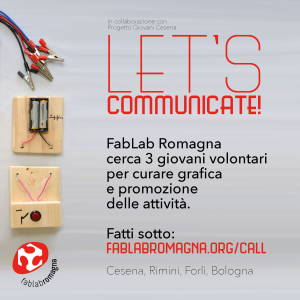 In collaborazione con
Progetto Giovani Cesena
LET'S
COMMUNICATE!
FabLab Romagna
cerca 3 giovani volontari
per curare grafica
e promozione
delle attività.
Fatti sotto:
FABLABROMAGNA.ORG/CALL
Cesena, Rimini, Forlì, Bologna
fablabromagna